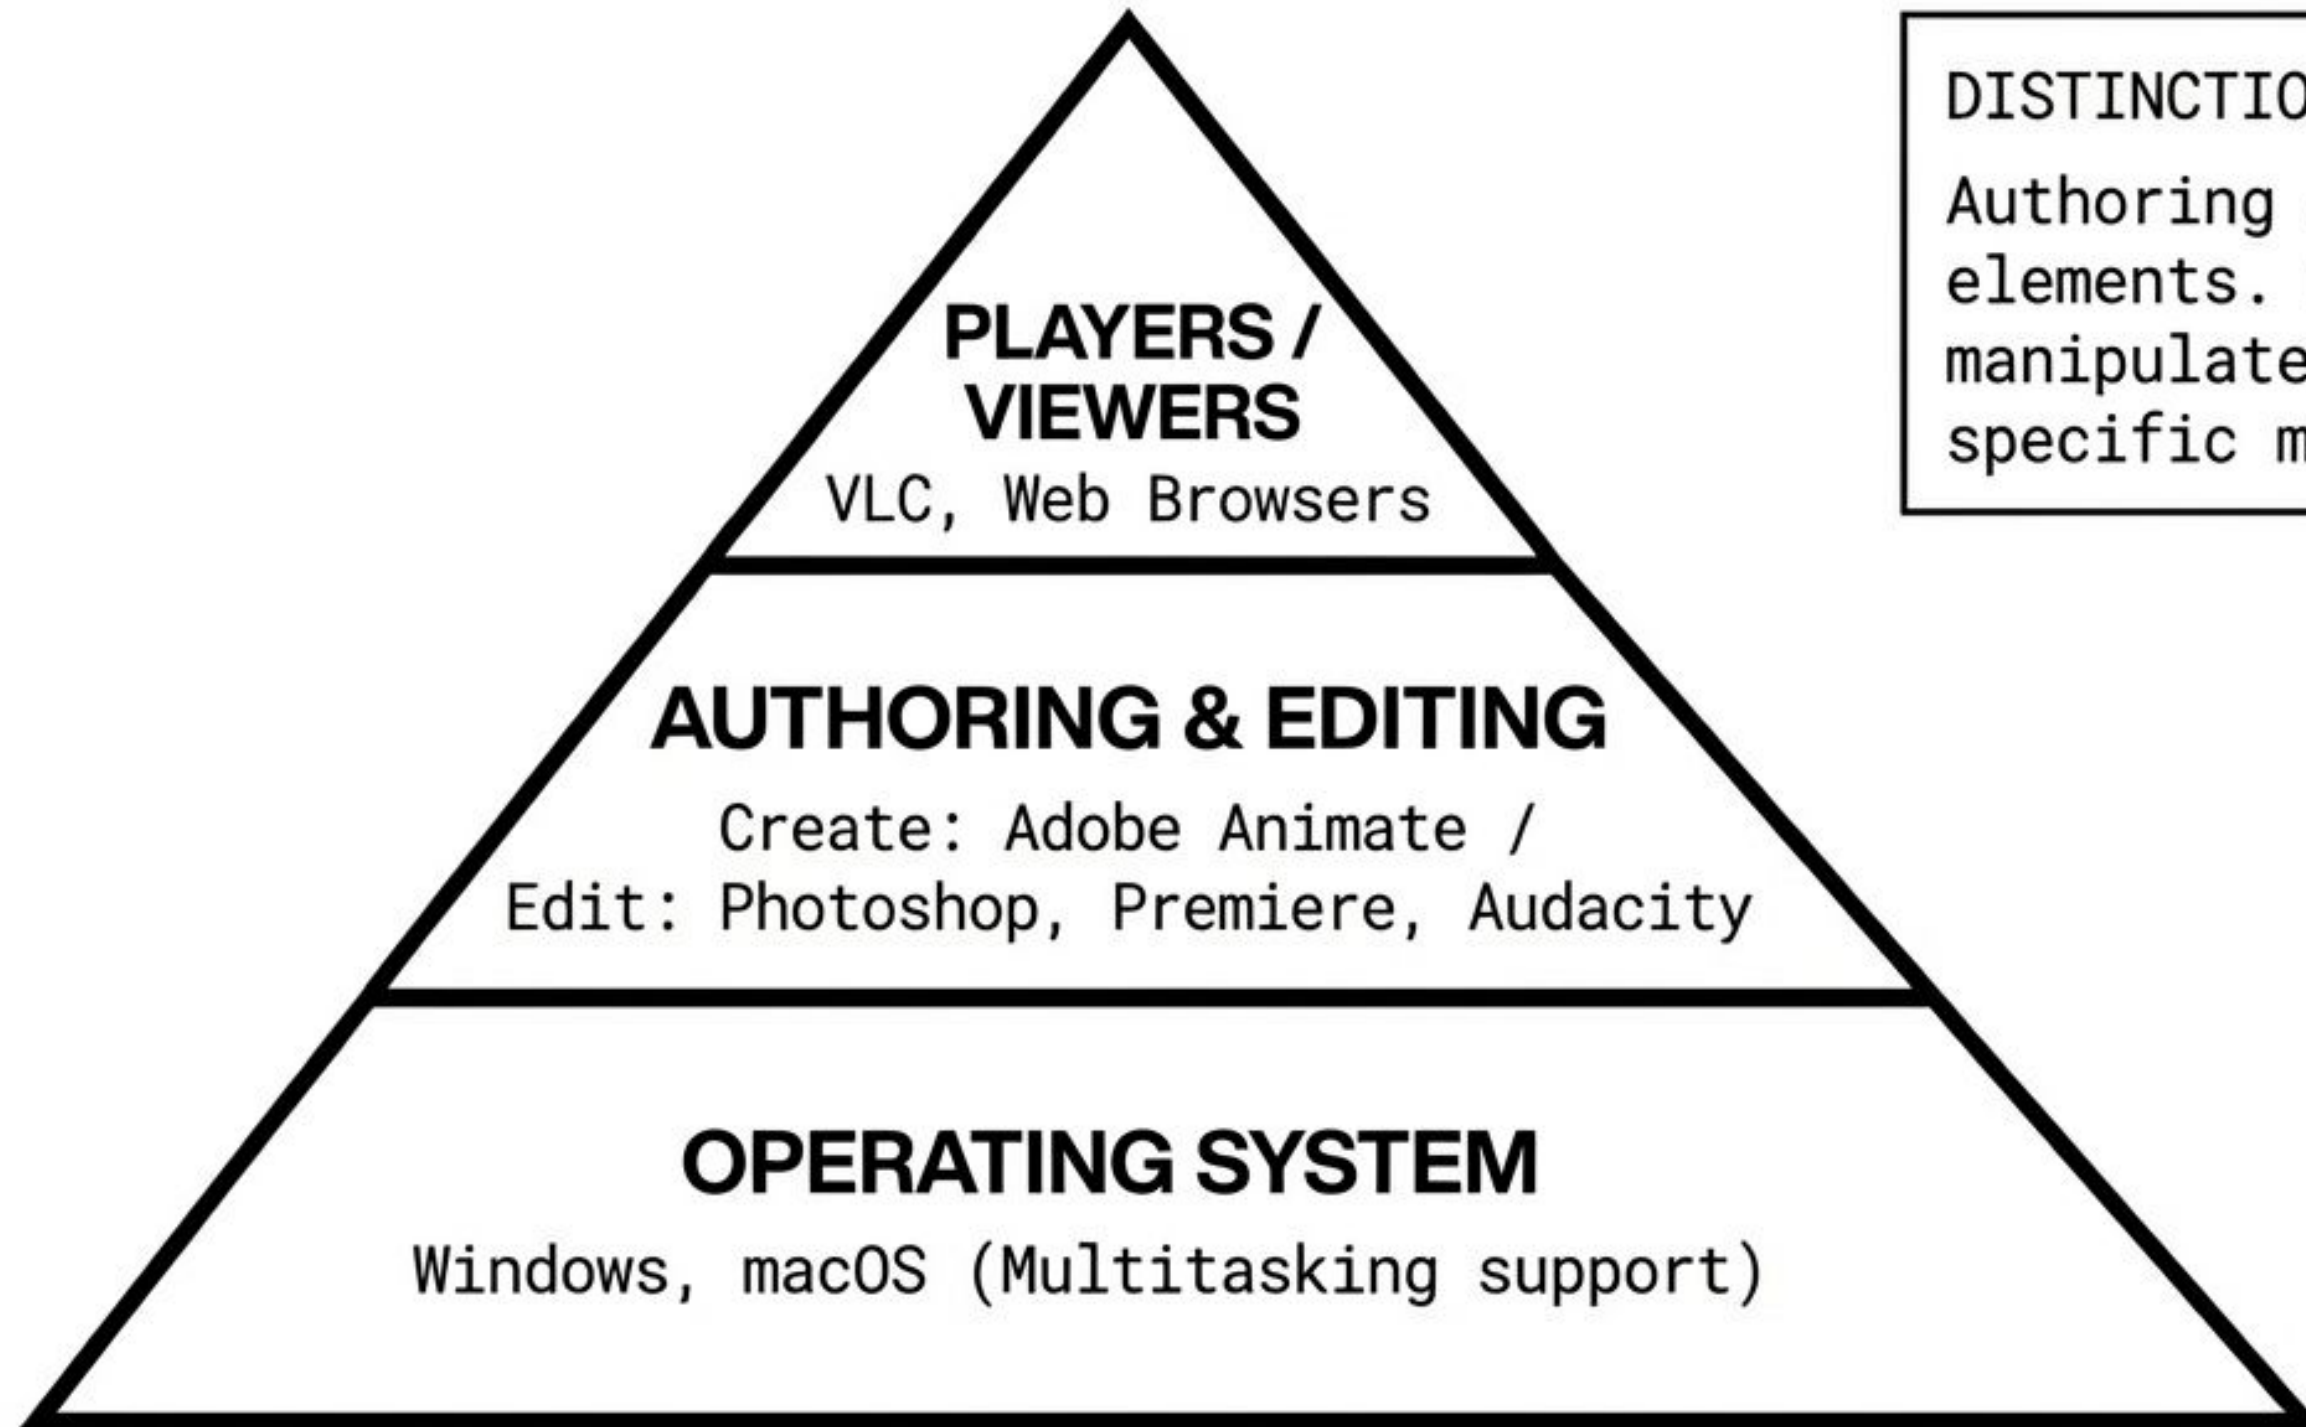 PLAYERS /
VIEWERS
VLC, Web Browsers
AUTHORING & EDITING
Create: Adobe Animate /
Edit: Photoshop, Premiere, Audacity
OPERATING SYSTEM
Windows, macOS (Multitasking support)
Authoring
elements.
manipulate
specific